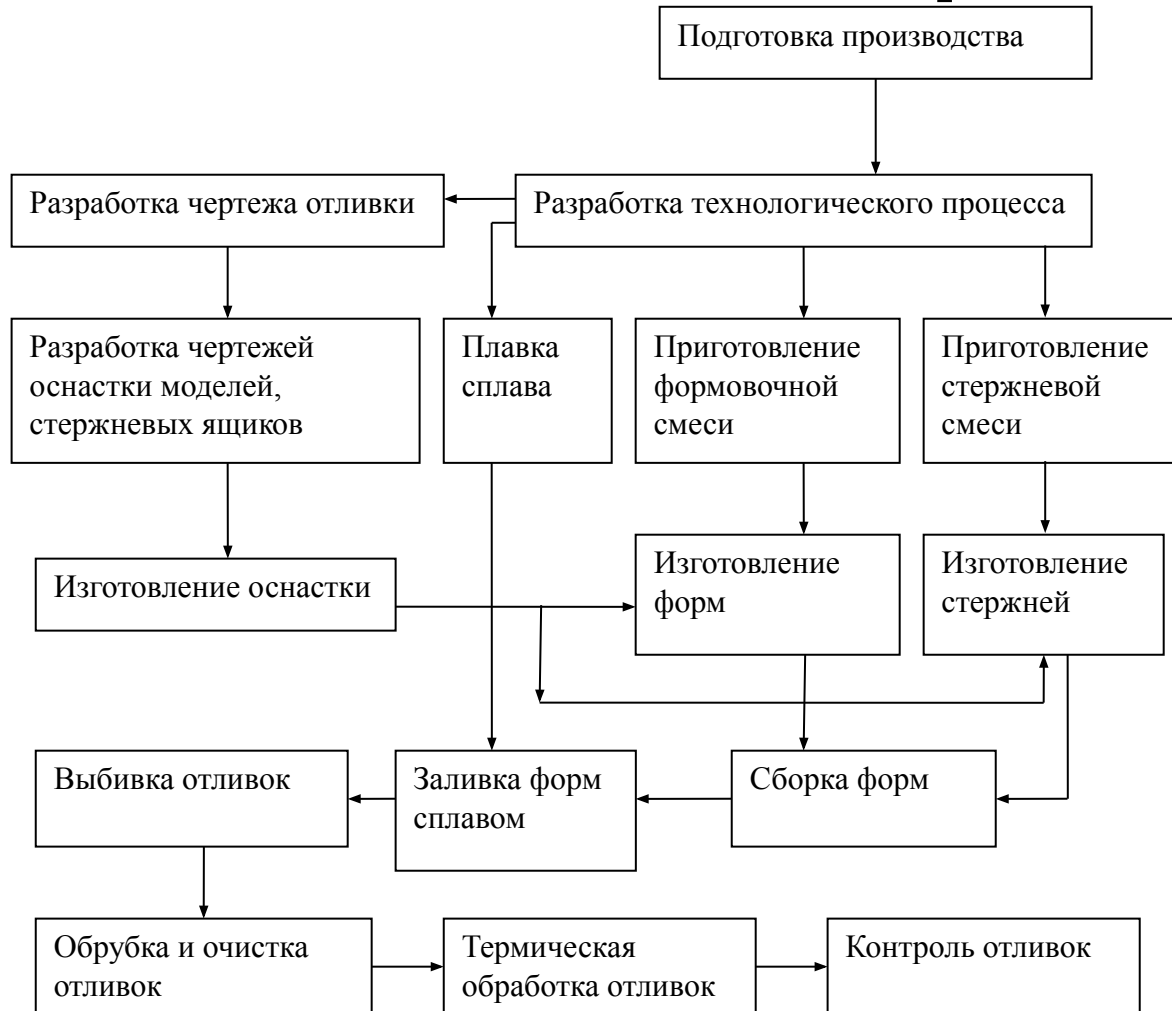 Подготовка производства
Разработка чертежа отливки
Разработка технологического процесса
Разработка чертежей
оснастки моделей,
стержневых ящиков
Плавка
сплава
Приготовление
формовочной
смеси
Приготовление
стержневой
смеси
Изготовление оснастки
Изготовление
форм
Изготовление
стержней
Выбивка отливок
Заливка форм
сплавом
Сборка форм
Обрубка и очистка
отливок
Термическая
обработка отливок
Контроль отливок